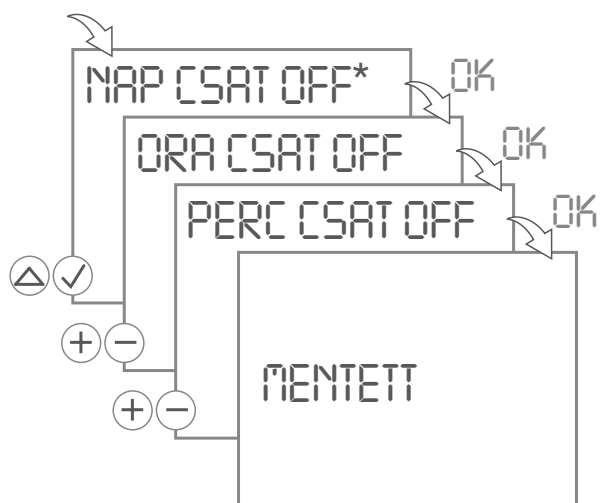 NAP CSAT OFF*
OK
ORA CSAT OFF
OK
PERC CSAT OFF
OK
MENTETT